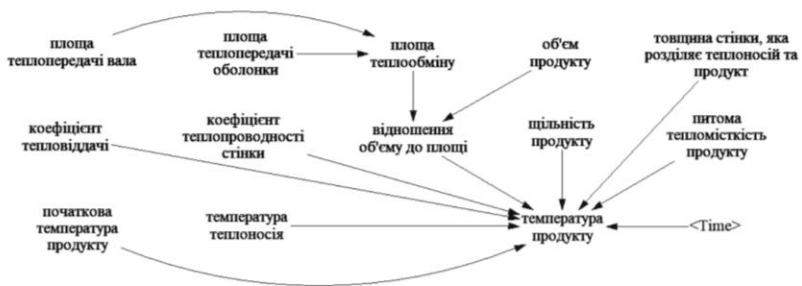 площа
теплопередачі вала
площа
теплопередачі
оболонки
площа
теплообміну
об'єм
продукту
товщина стінки, яка
розділяє теплоносій та
продукт
коефіцієнт
тепловіддачі
коефіцієнт
теплопроводності
стінки
відношення
об'єму до площі
щільність
продукту
питома
тепломісткість
продукту
початкова
температура
продукту
температура
теплоносія
температура
продукту
<Time>